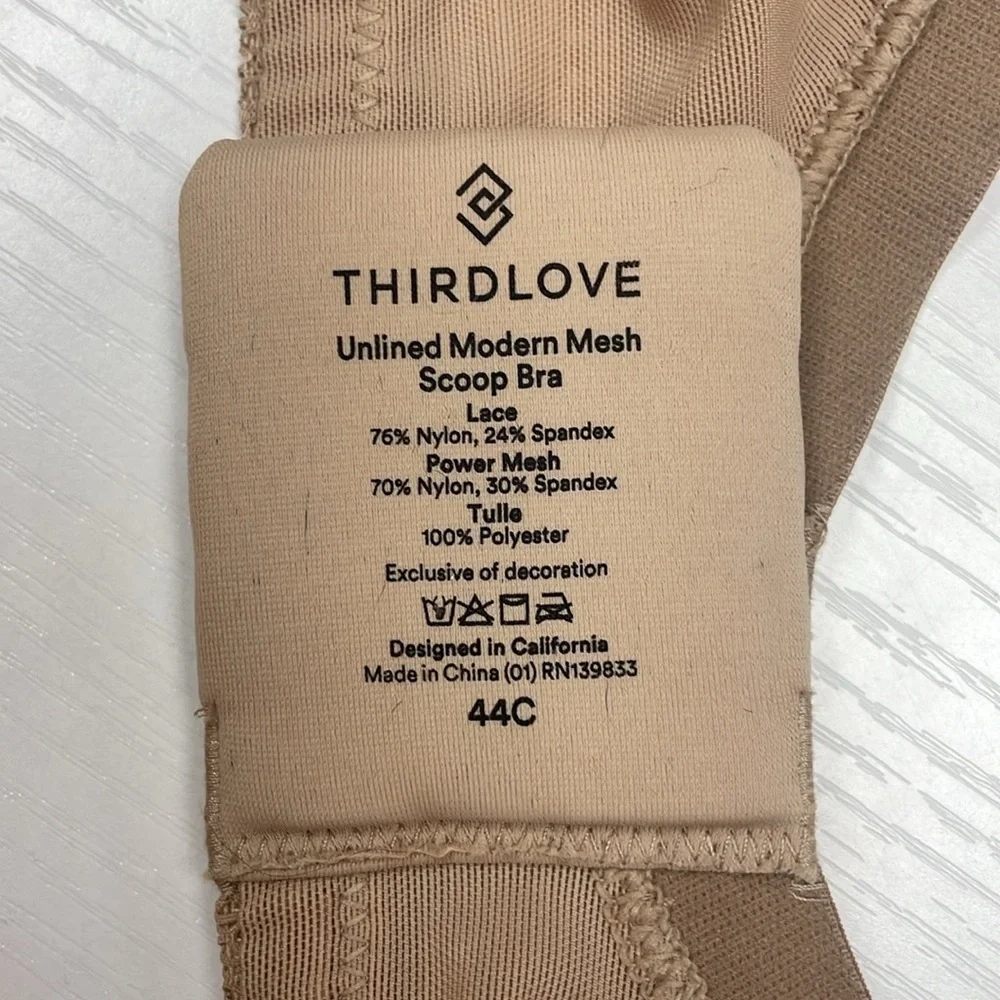 THIRDLOVE
Unlined Modern Mesh
Scoop Bra
Lace
76% Nylon, 24% Spandex
Power Mesh
70% Nylon, 30% Spandex
Tulle
100% Polyester
Exclusive of decoration
Designed in California
Made in China (01) RN139833
44C